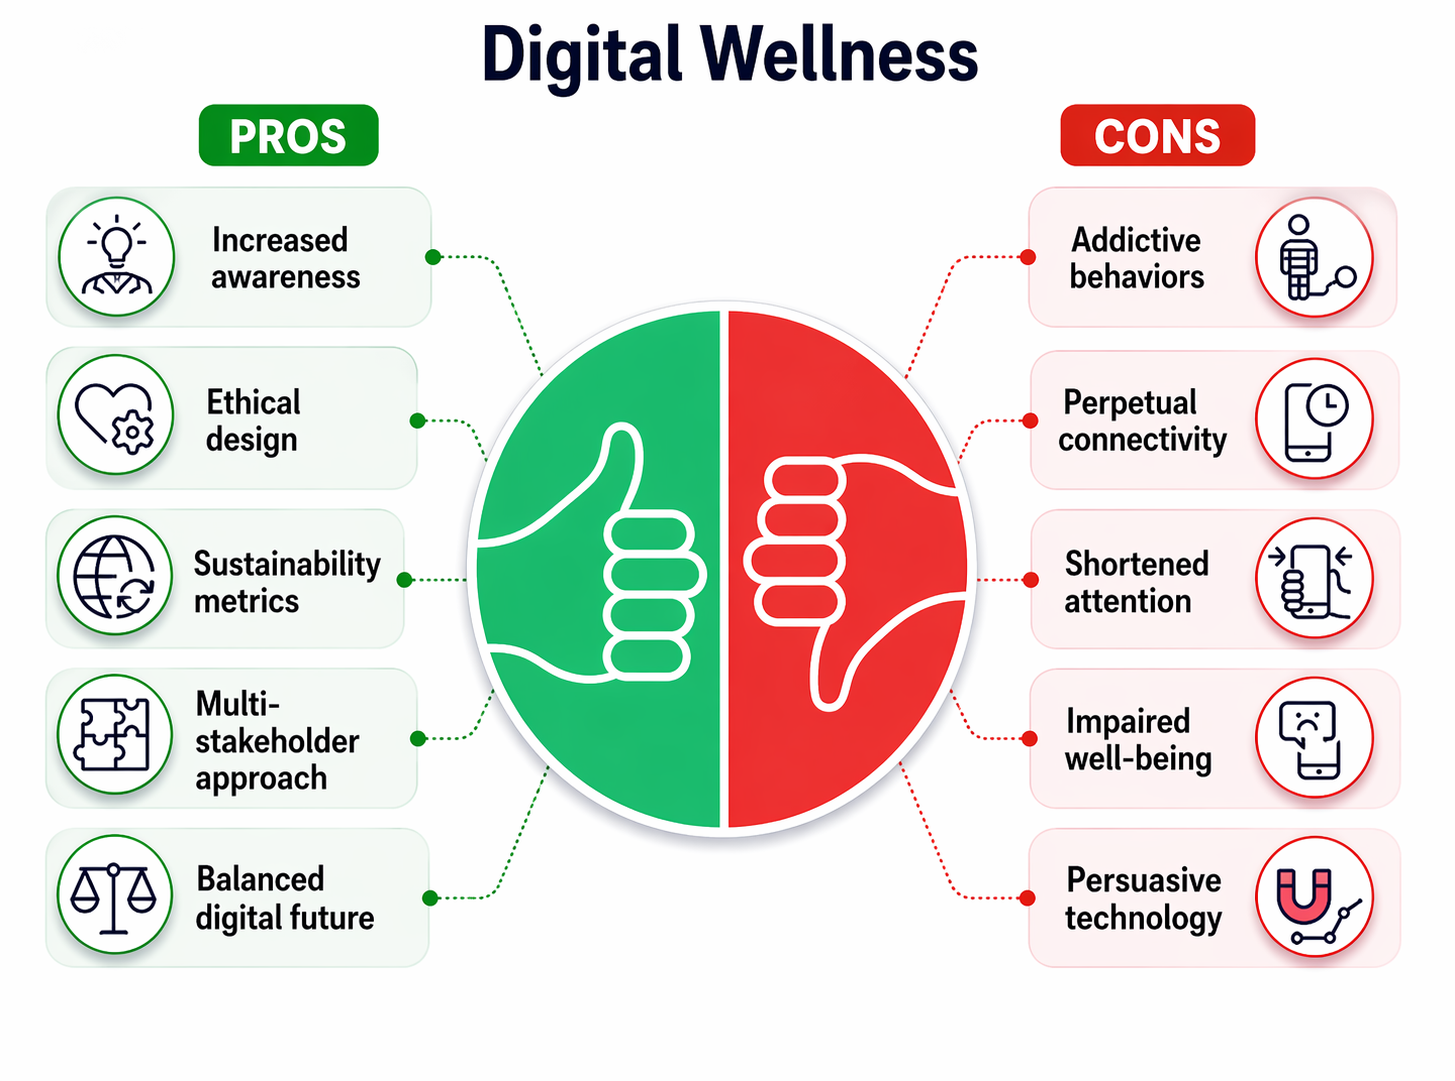 Digital Wellness
PROS
Increased
awareness
Ethical
design
Sustainability
metrics
Multi-
stakeholder
approach
Balanced
digital future
CONS
Addictive
behaviors
Perpetual
connectivity
Shortened
attention
Impaired
well-being
Persuasive
technology